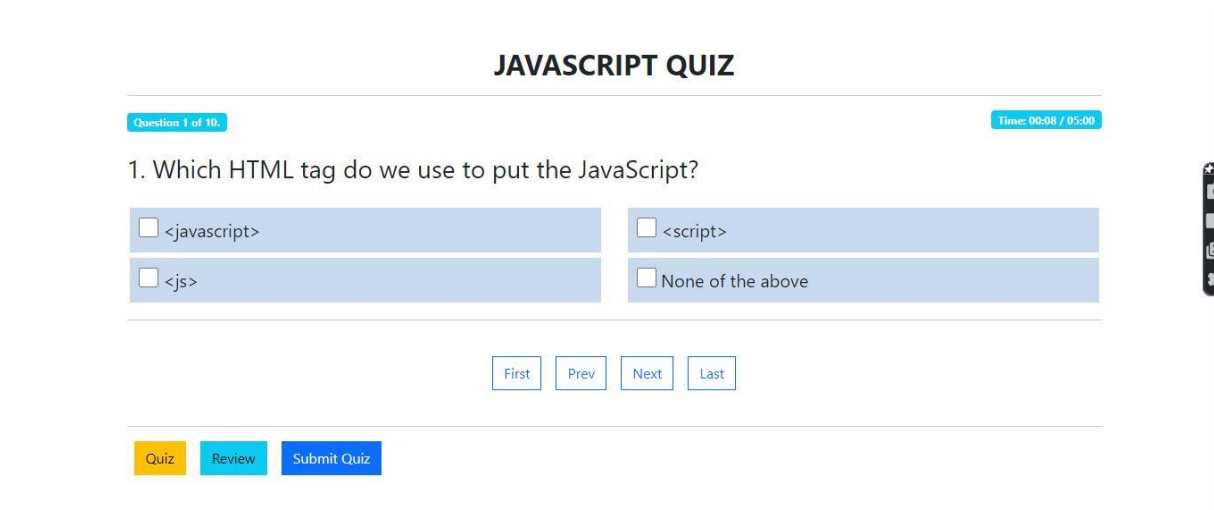 JAVASCRIPT QUIZ
Question 1 of 10.
Time: 00:08 / 05:00
1. Which HTML tag do we use to put the JavaScript?
<javascript>
<script>
<js>
None of the above
First
Prev
Next
Last
Quiz
Review
Submit Quiz